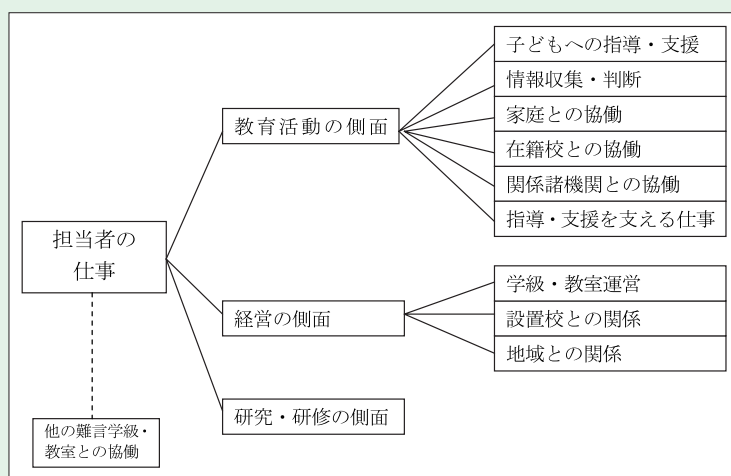 子どもへの指導・支援
情報収集・判断
家庭との協働
在籍校との協働
関係諸機関との協働
指導・支援を支える仕事
教育活動の側面
担当者の
仕事
学級・教室運営
設置校との関係
地域との関係
経営の側面
研究・研修の側面
他の難言学級・
教室との協働